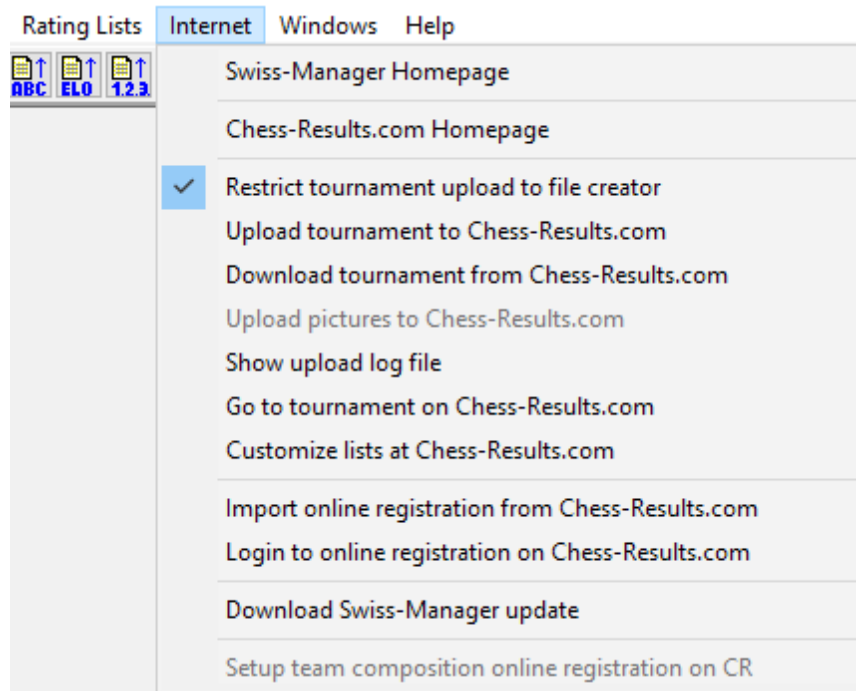 Rating Lists Internet Windows Help
ABC ELO 1.2.3.
Swiss-Manager Homepage
Chess-Results.com Homepage
Restrict tournament upload to file creator
Upload tournament to Chess-Results.com
Download tournament from Chess-Results.com
Upload pictures to Chess-Results.com
Show upload log file
Go to tournament on Chess-Results.com
Customize lists at Chess-Results.com
Import online registration from Chess-Results.com
Login to online registration on Chess-Results.com
Download Swiss-Manager update
Setup team composition online registration on CR